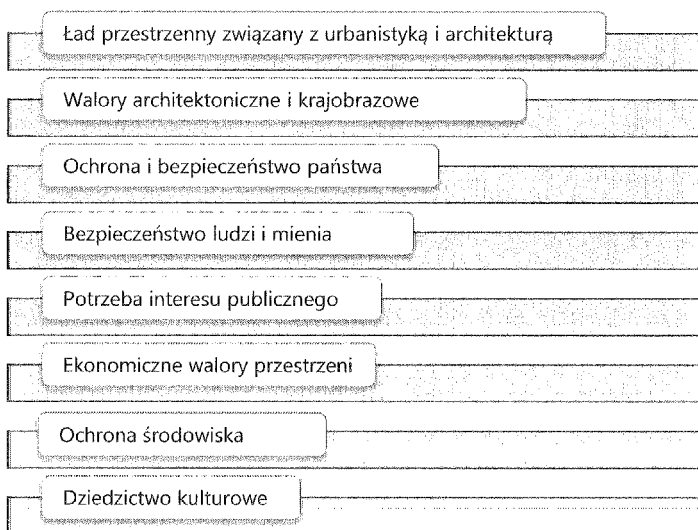 Ład przestrzenny związany z urbanistyką i architekturą
Walory architektoniczne i krajobrazowe
Ochrona i bezpieczeństwo państwa
Bezpieczeństwo ludzi i mienia
Potrzeba interesu publicznego
Ekonomiczne walory przestrzeni
Ochrona środowiska
Dziedzictwo kulturowe